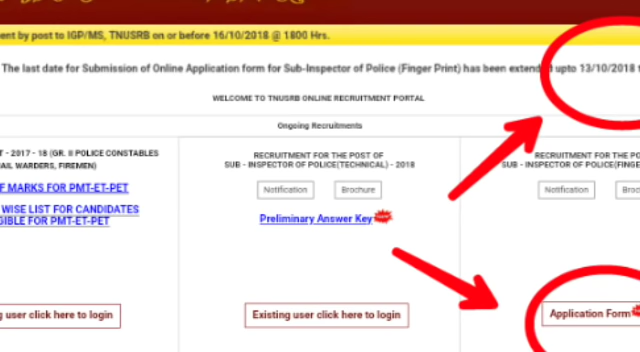 ent by post to IGP/MS, TNUSRB on or before 16/10/2018 @ 1800 Hrs.
The last date for Submission of Online Application form for Sub-Inspector of Police (Finger Print) has been extended upto 13/10/2018
WELCOME TO TNUSRB ONLINE RECRUITMENT PORTAL
Ongoing Recruitments
T - 2017 - 18 (GR. II POLICE CONSTABLES
AIL WARDERS, FIREMEN)
F MARKS FOR PMT-ET-PET
WISE LIST FOR CANDIDATES
GIBLE FOR PMT-ET-PET
g user click here to login
RECRUITMENT FOR THE POST OF
SUB - INSPECTOR OF POLICE(TECHNICAL) - 2018
Notification Brochure
Preliminary Answer Key
Existing user click here to login
RECRUITMENT FOR THE PO
SUB - INSPECTOR OF POLICE(FINGE
Notification Broc
Application Form